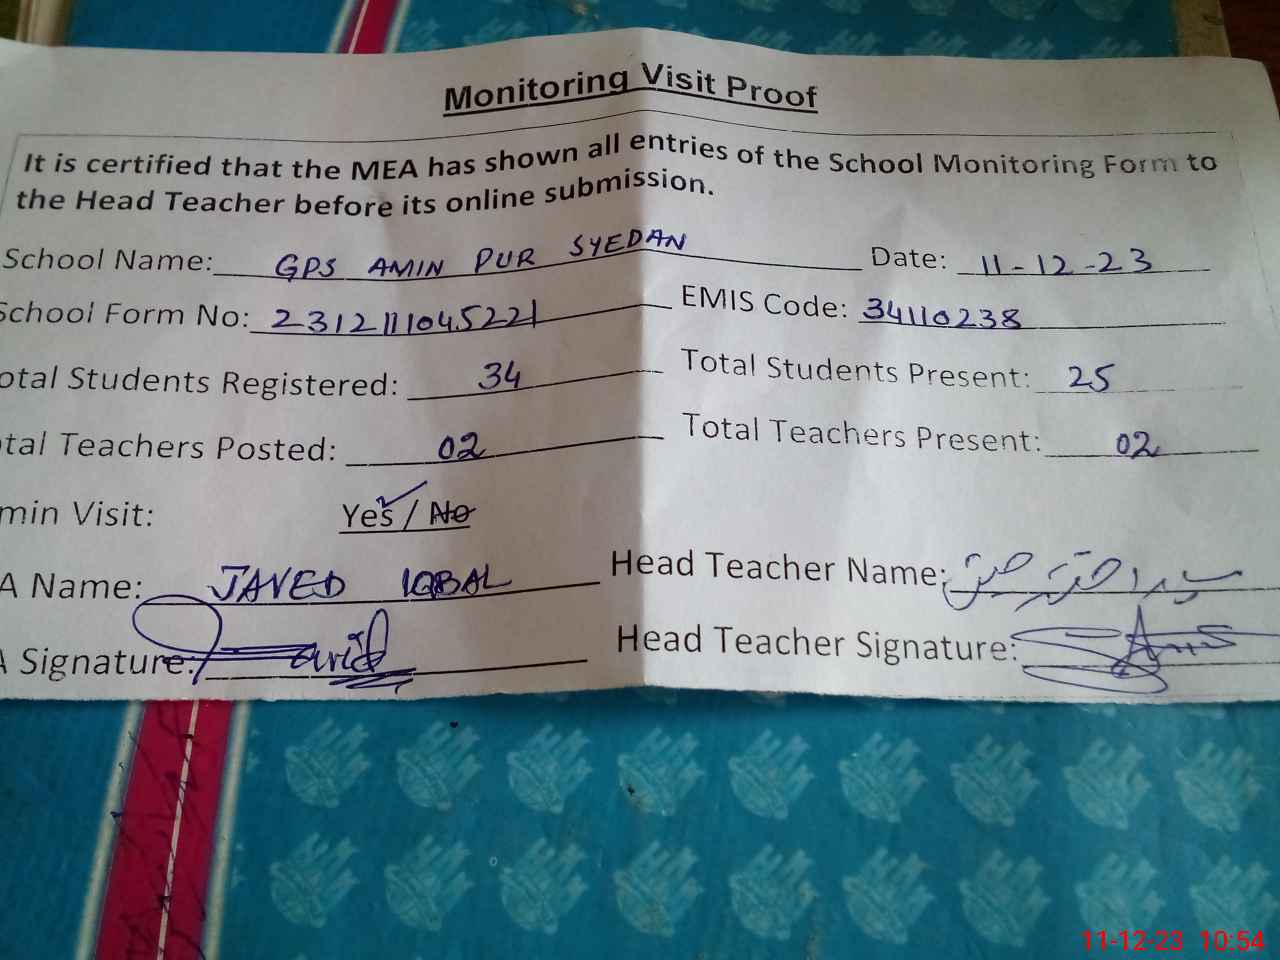 Monitoring Visit Proof
It is certified that the MEA has shown all entries of the School Monitoring Form to
the Head Teacher before its online submission.
School Name: GPS AMIN PUR SYEDAN Date: 11-12-23
School Form No: 2312111045221 EMIS Code: 34110238
otal Students Registered: 34 Total Students Present: 25
tal Teachers Posted: 02 Total Teachers Present: 02
min Visit: Yes / No
A Name: JAVED IQBAL Head Teacher Name:
A Signature: Head Teacher Signature:
11-12-23 10:54